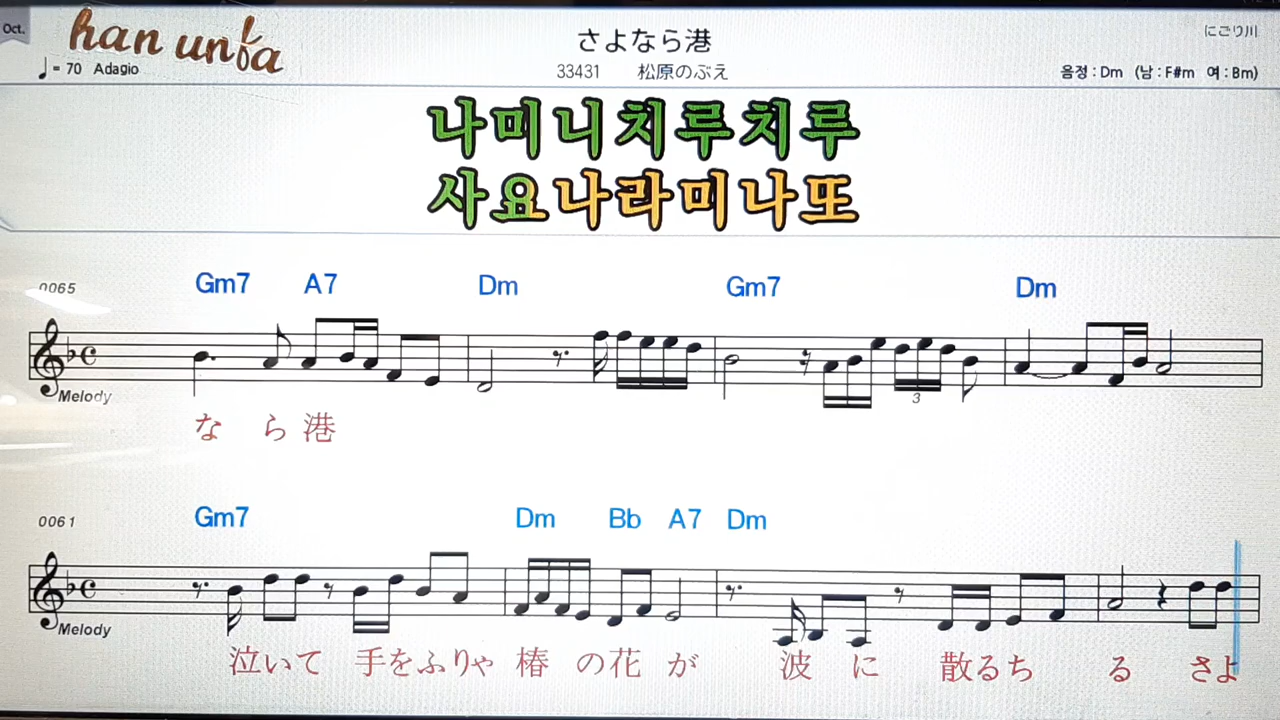 Oct.
han unba
さよなら港
にごり川
♩= 70 Adagio
33431 松原のぶえ
음정 : Dm (남 : F#m 여 : Bm)
나미니치루치루
사요나라미나또
0065
Gm7 A7 Dm Gm7 Dm
3
Melody
な ら 港
0061
Gm7 Dm Bb A7 Dm
Melody
泣いて 手をふりゃ 椿 の花 が 波 に 散るち る さよ